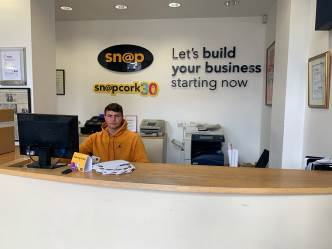 sn@p
sn@pcork30
Let's build
your business
starting now